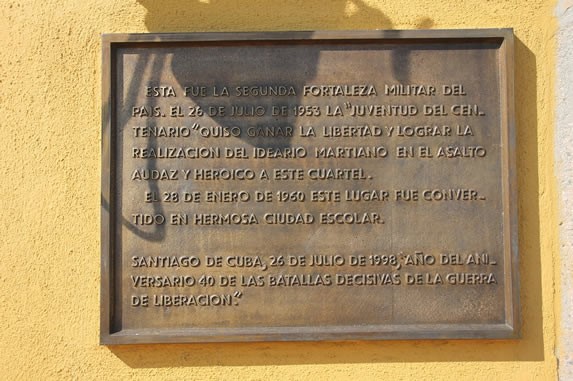 ESTA FUE LA SEGUNDA FORTALEZA MILITAR DEL
PAIS. EL 26 DE JULIO DE 1953 LA "JUVENTUD DEL CEN-
TENARIO" QUISO GANAR LA LIBERTAD Y LOGRAR LA
REALIZACION DEL IDEARIO MARTIANO EN EL ASALTO
AUDAZ Y HEROICO A ESTE CUARTEL.
EL 28 DE ENERO DE 1960 ESTE LUGAR FUE CONVER-
TIDO EN HERMOSA CIUDAD ESCOLAR.
SANTIAGO DE CUBA, 26 DE JULIO DE 1998, "AÑO DEL ANI-
VERSARIO 40 DE LAS BATALLAS DECISIVAS DE LA GUERRA
DE LIBERACION."